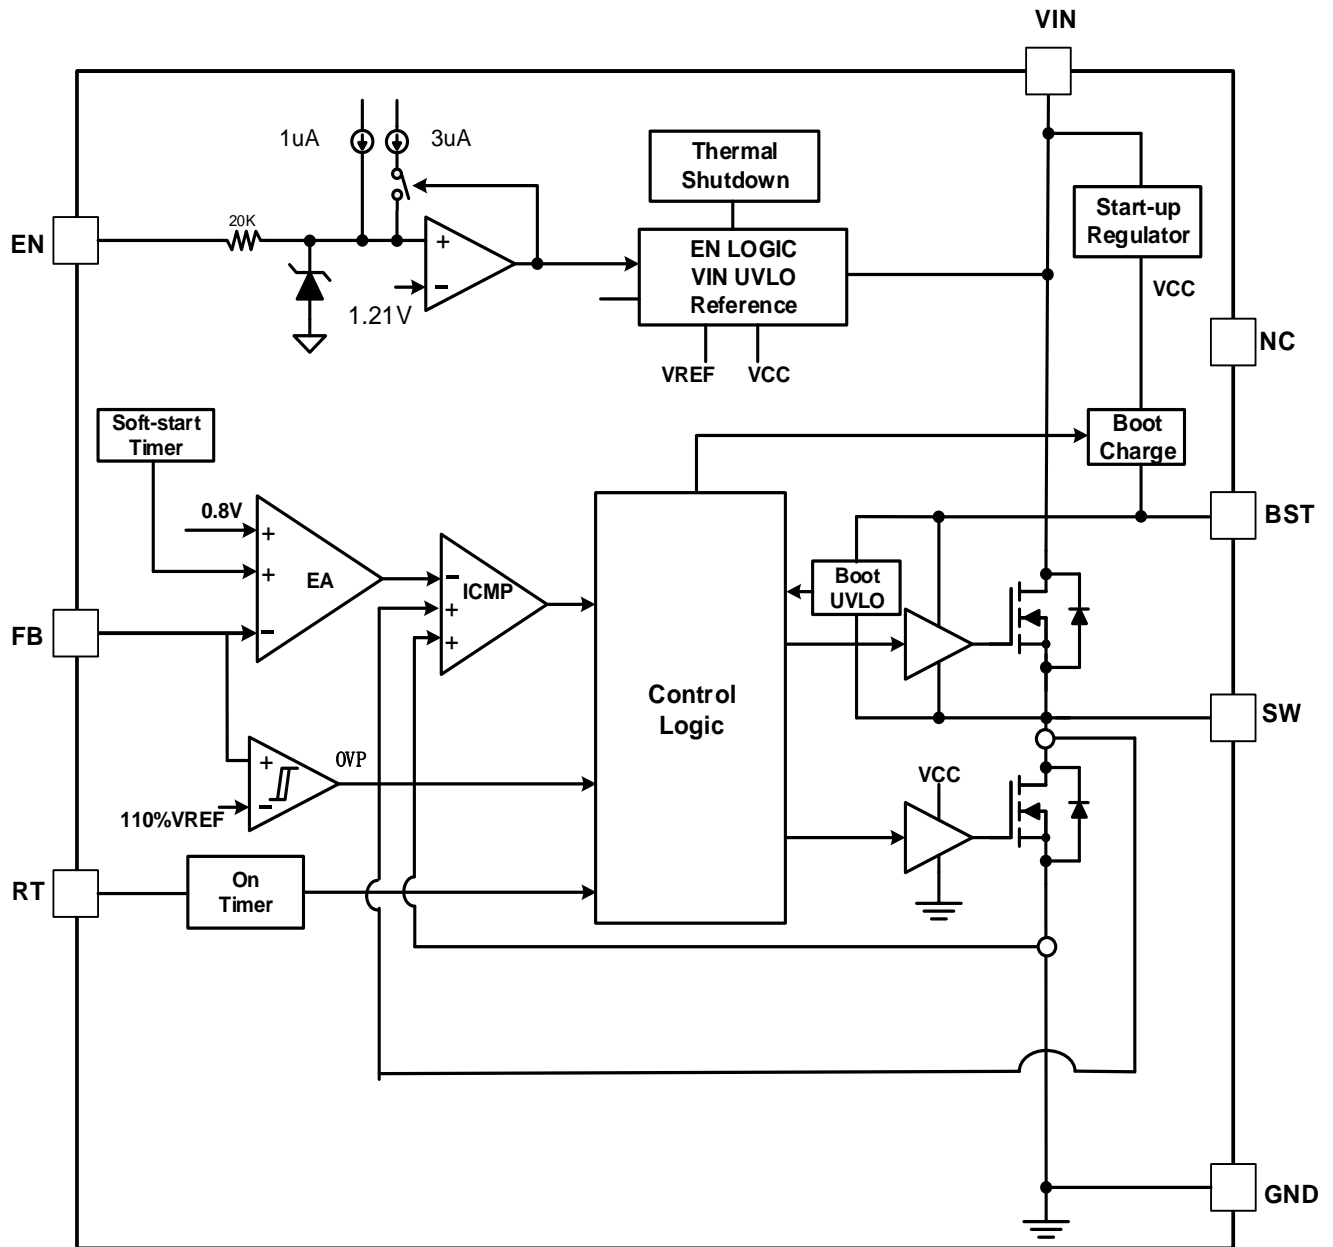 VIN
1uA
3uA
Thermal
Shutdown
20K
EN
+
−
1.21V
EN LOGIC
VIN UVLO
Reference
Start-up
Regulator
VCC
VREF
VCC
NC
Soft-start
Timer
Boot
Charge
0.8V
+
+
−
EA
−
+
+
ICMP
Boot
UVLO
BST
FB
Control
Logic
SW
+
−
OVP
110%VREF
VCC
RT
On
Timer
GND